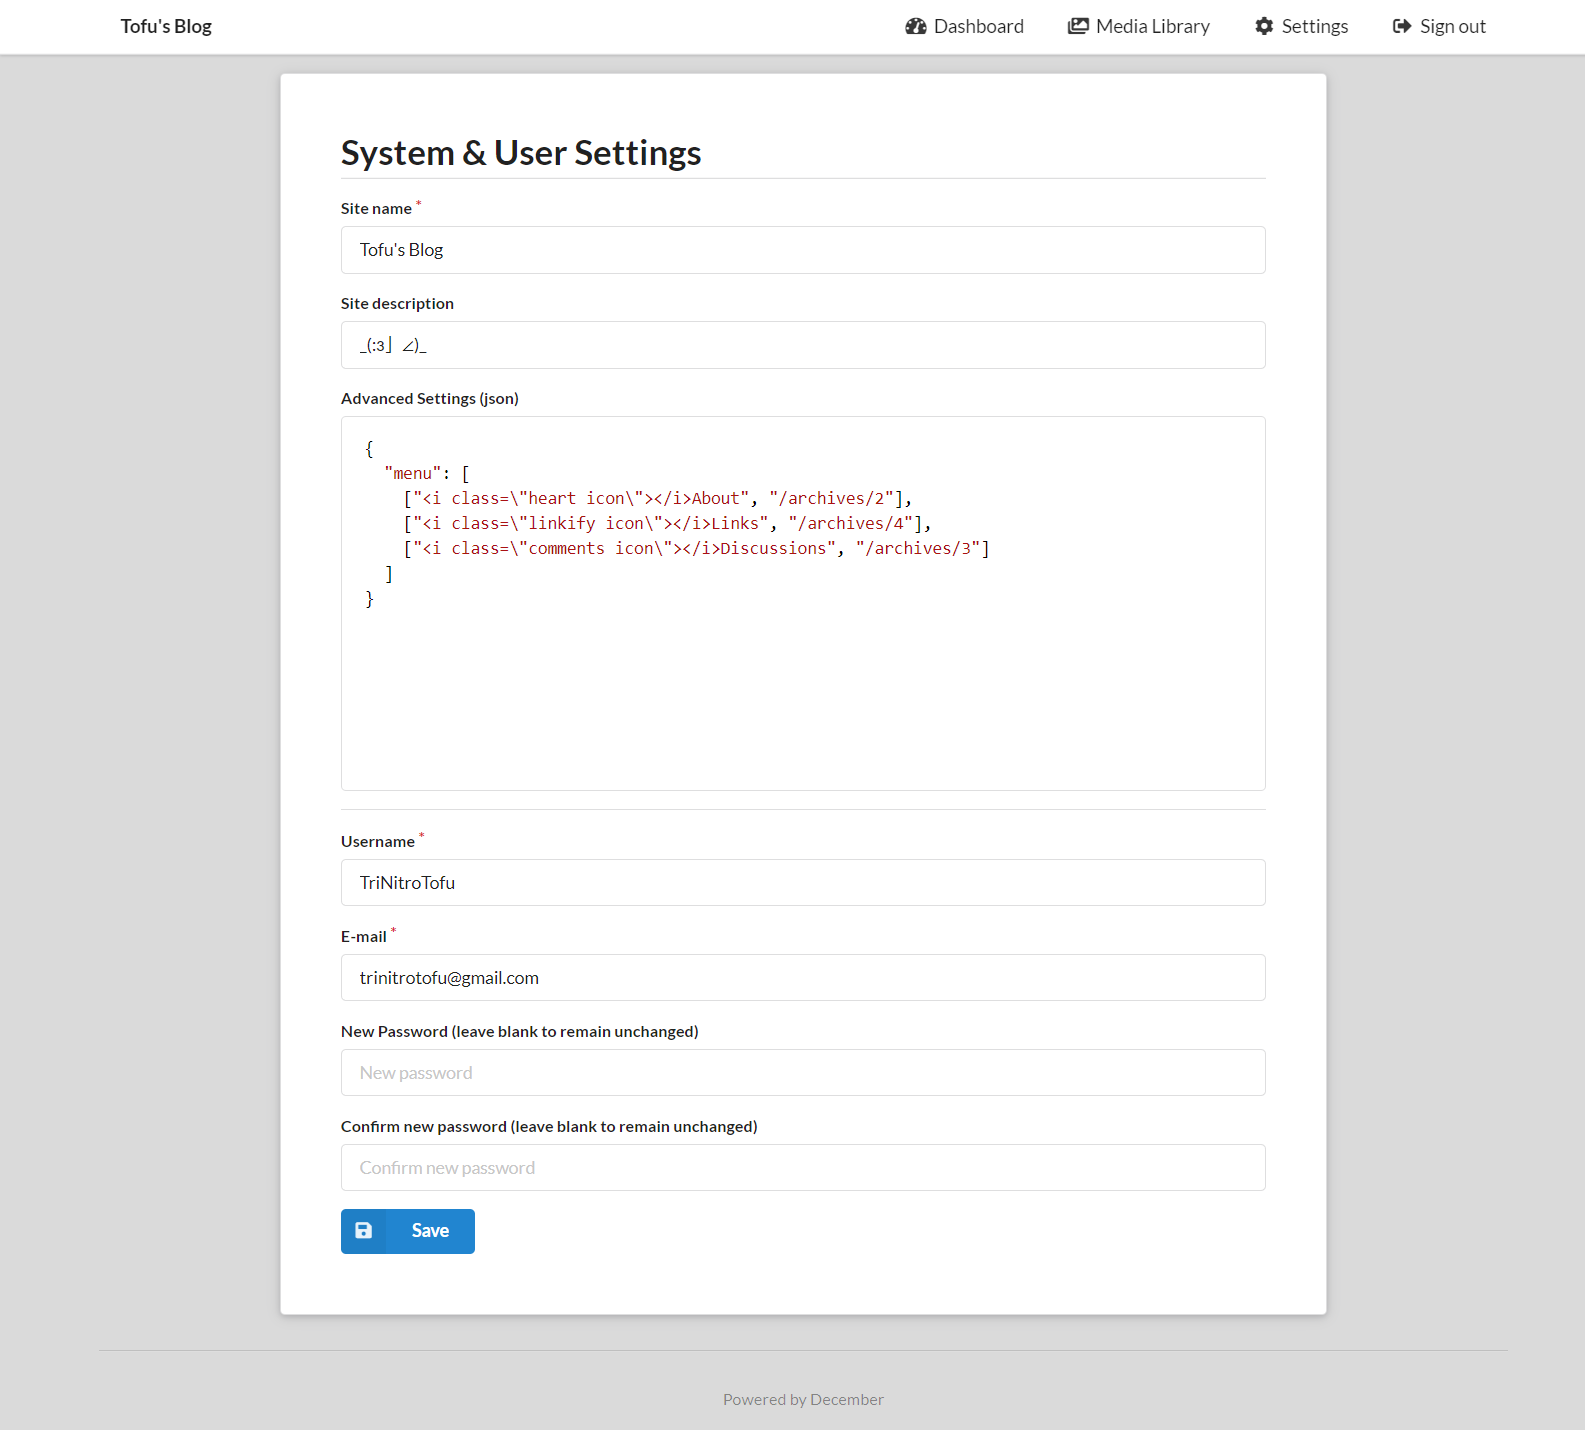 Tofu's Blog Dashboard Media Library Settings Sign out
System & User Settings
Site name *
Tofu's Blog
Site description
_(:3」∠)_
Advanced Settings (json)
{
  "menu": [
    ["<i class=\"heart icon\"></i>About", "/archives/2"],
    ["<i class=\"linkify icon\"></i>Links", "/archives/4"],
    ["<i class=\"comments icon\"></i>Discussions", "/archives/3"]
  ]
}
Username *
TriNitroTofu
E-mail *
trinitrotofu@gmail.com
New Password (leave blank to remain unchanged)
New password
Confirm new password (leave blank to remain unchanged)
Confirm new password
Save
Powered by December